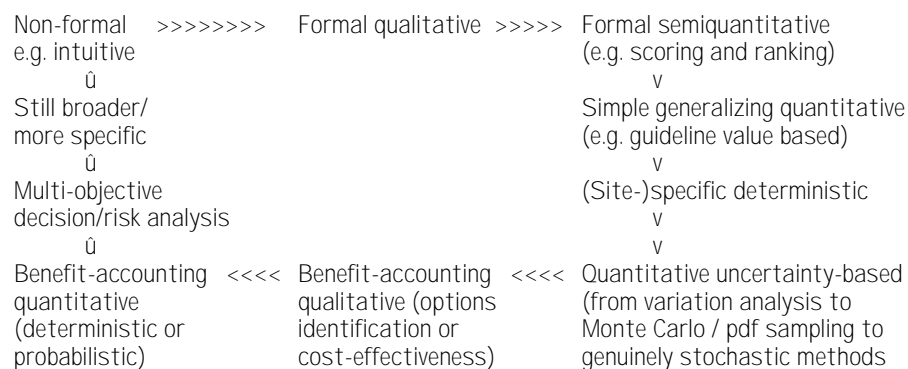 Non-formal >>>>>>>> Formal qualitative >>>>> Formal semiquantitative
e.g. intuitive (e.g. scoring and ranking)
û v
Still broader/ Simple generalizing quantitative
more specific (e.g. guideline value based)
û v
Multi-objective (Site-)specific deterministic
decision/risk analysis v
û v
Benefit-accounting <<<< Benefit-accounting <<<< Quantitative uncertainty-based
quantitative qualitative (options (from variation analysis to
(deterministic or identification or Monte Carlo / pdf sampling to
probabilistic) cost-effectiveness) genuinely stochastic methods